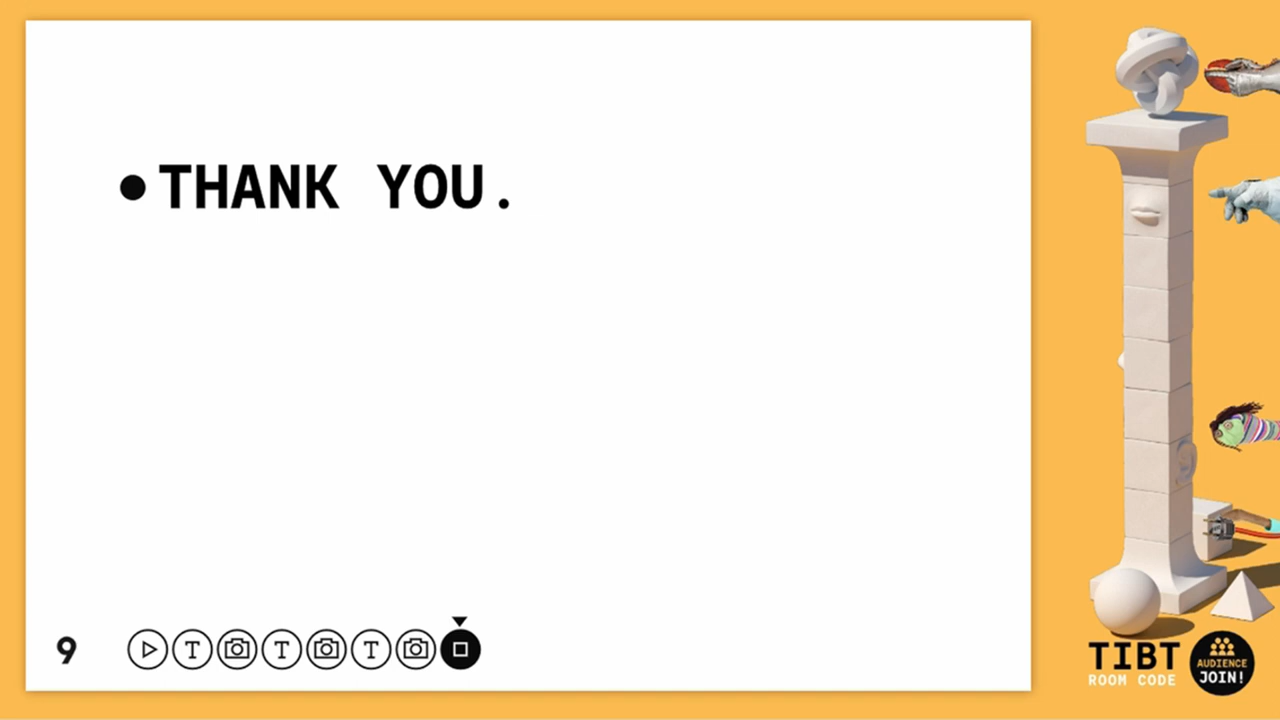 ● THANK YOU.
9
T T T
TIBT
ROOM CODE
AUDIENCE
JOIN!